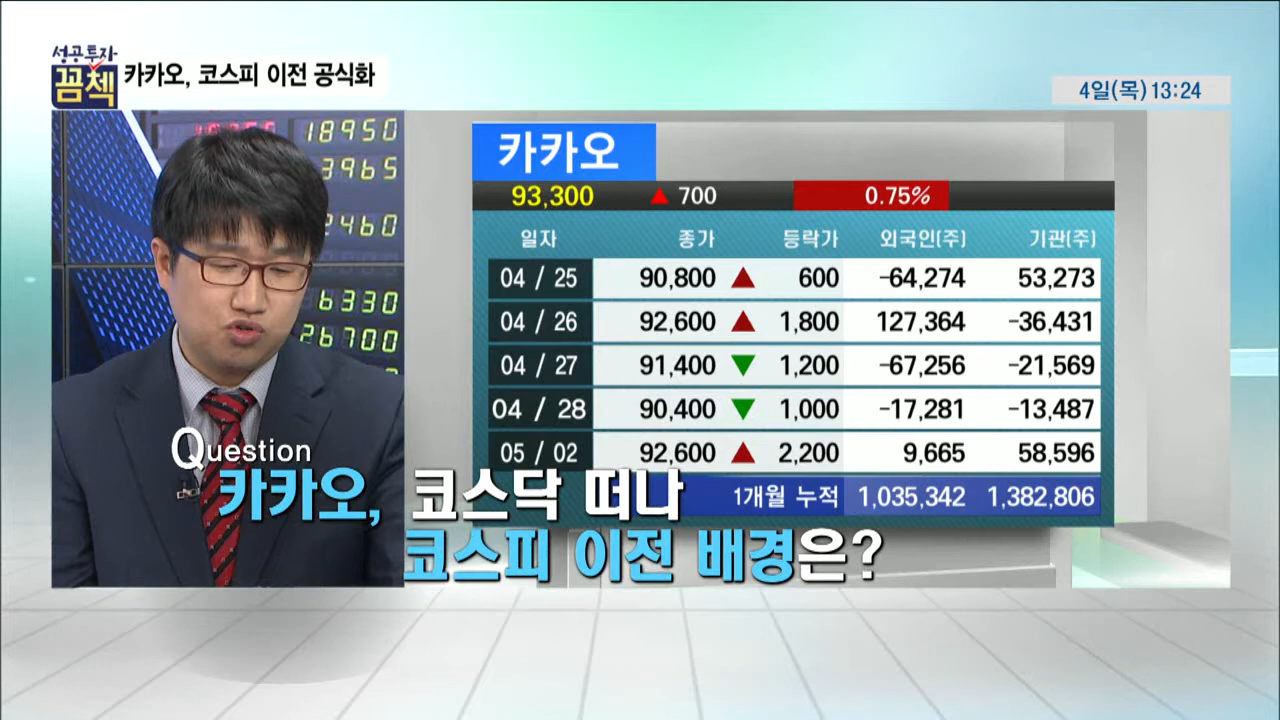 성공투자
꼼첵
카카오, 코스피 이전 공식화
4일(목) 13:24
18950
3965
2460
6330
26700
카카오
93,300 ▲ 700 0.75%
일자 종가 등락가 외국인(주) 기관(주)
04 / 25 90,800 ▲ 600 -64,274 53,273
04 / 26 92,600 ▲ 1,800 127,364 -36,431
04 / 27 91,400 ▼ 1,200 -67,256 -21,569
04 / 28 90,400 ▼ 1,000 -17,281 -13,487
05 / 02 92,600 ▲ 2,200 9,665 58,596
1개월 누적 1,035,342 1,382,806
Question
카카오, 코스닥 떠나
코스피 이전 배경은?